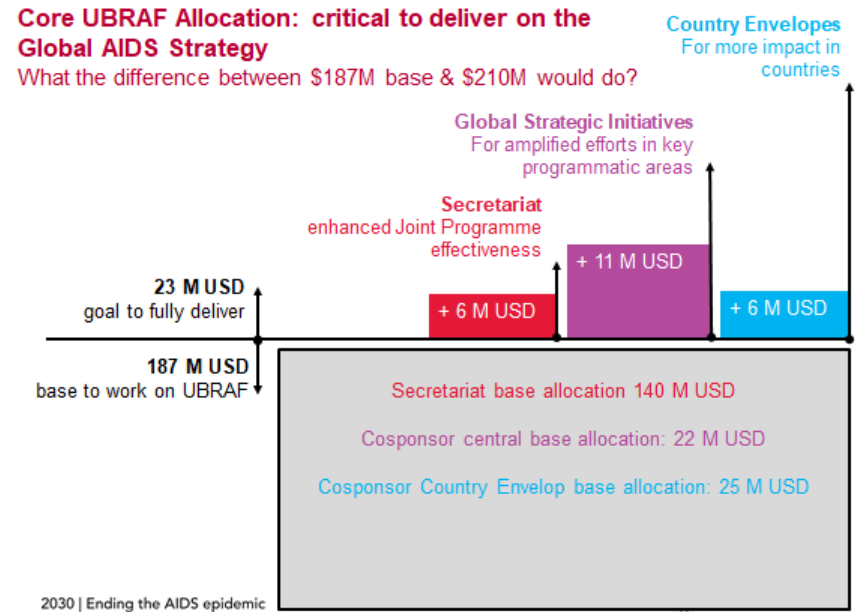 Core UBRAF Allocation: critical to deliver on the
Global AIDS Strategy
What the difference between $187M base & $210M would do?
Country Envelopes
For more impact in
countries
Global Strategic Initiatives
For amplified efforts in key
programmatic areas
Secretariat
enhanced Joint Programme
effectiveness
+ 11 M USD
23 M USD
goal to fully deliver
+ 6 M USD
+ 6 M USD
187 M USD
base to work on UBRAF
Secretariat base allocation 140 M USD
Cosponsor central base allocation: 22 M USD
Cosponsor Country Envelop base allocation: 25 M USD
2030 | Ending the AIDS epidemic